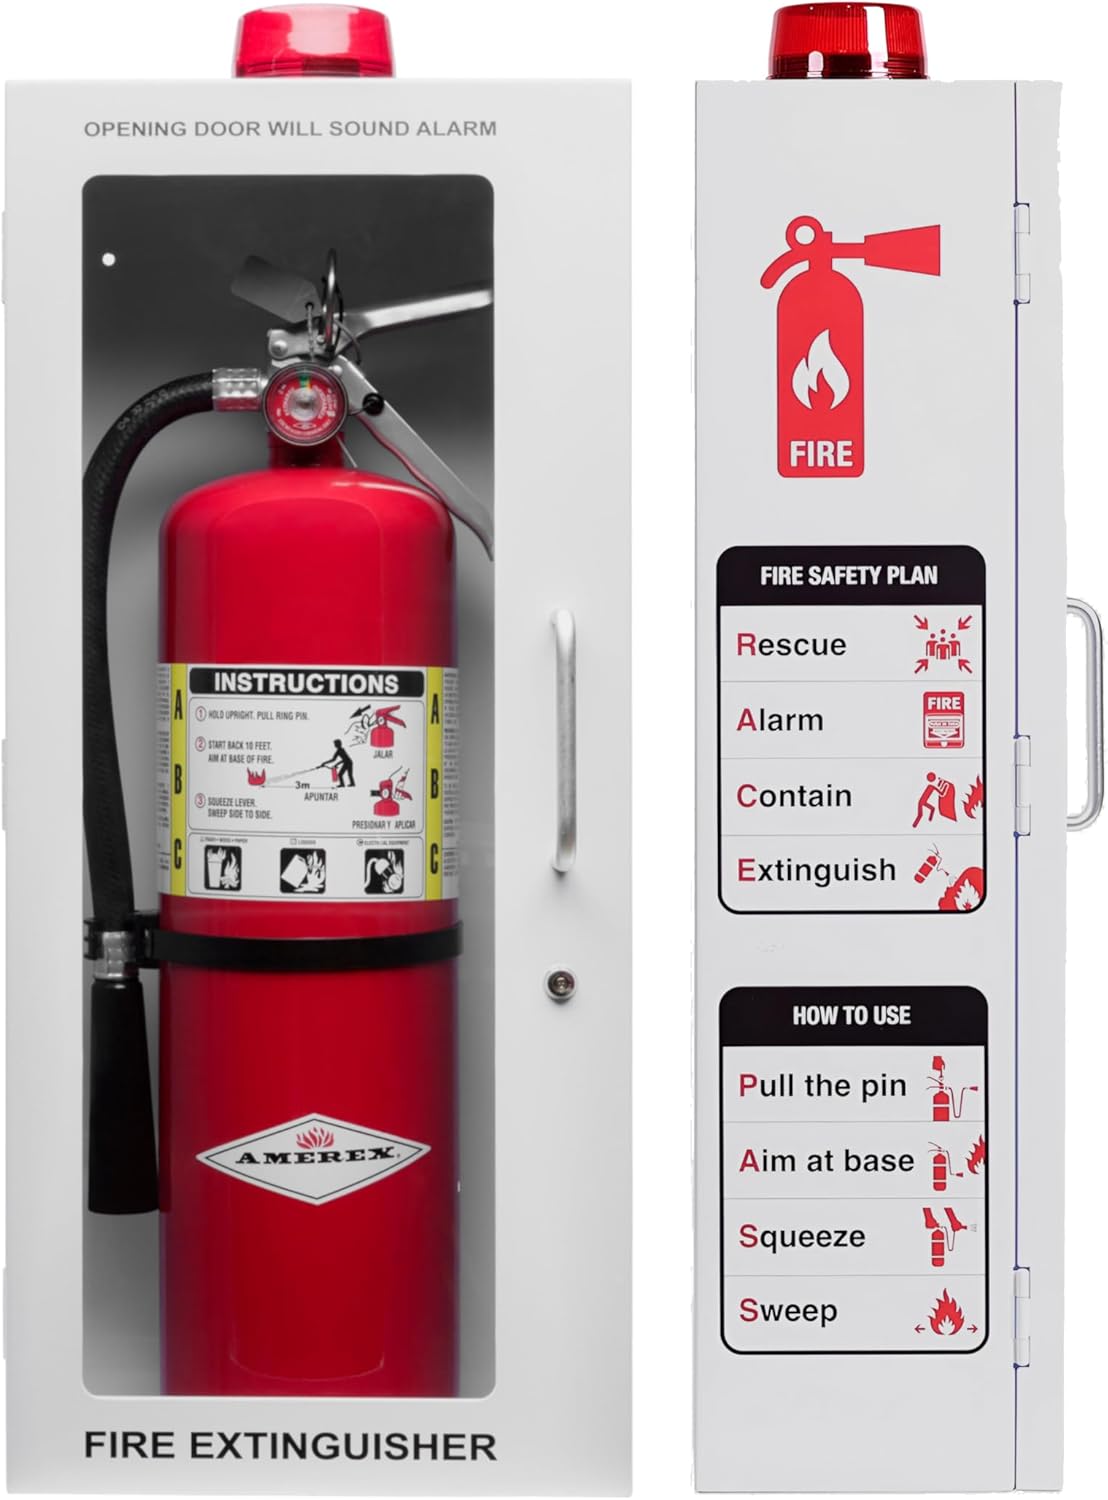 OPENING DOOR WILL SOUND ALARM
INSTRUCTIONS
A
A
B
B
C
C
1 HOLD UPRIGHT. PULL RING PIN.
JALAR
2 START BACK 10 FEET.
AIM AT BASE OF FIRE.
3m
APUNTAR
3 SQUEEZE LEVER.
SWEEP SIDE TO SIDE.
PRESIONAR Y APLICAR
AMEREX
FIRE EXTINGUISHER
FIRE
FIRE SAFETY PLAN
Rescue
Alarm
FIRE
Contain
Extinguish
HOW TO USE
Pull the pin
Aim at base
Squeeze
Sweep